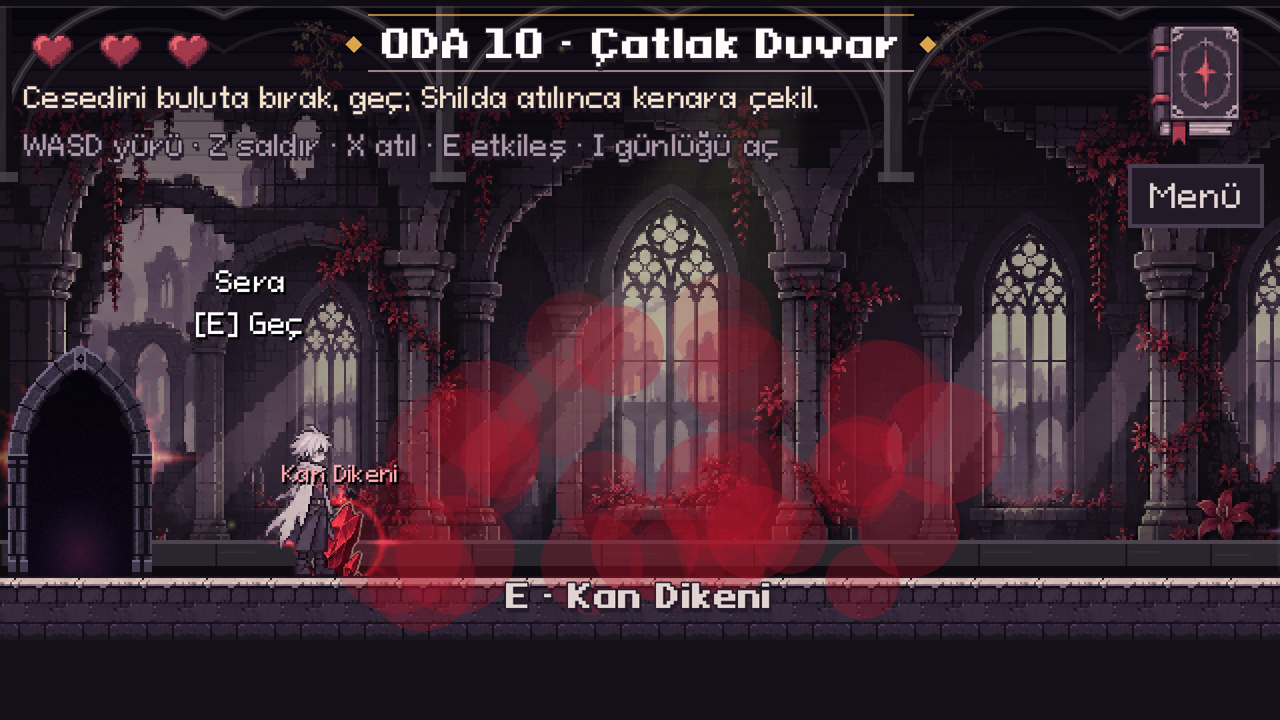 ODA 10 - Çatlak Duvar
Cesedini buluta bırak, geç; Shilda atılınca kenara çekil.
WASD yürü · Z saldır · X atıl · E etkileş · I günlüğü aç
Menü
Sera
[E] Geç
Kan Dikeni
E - Kan Dikeni